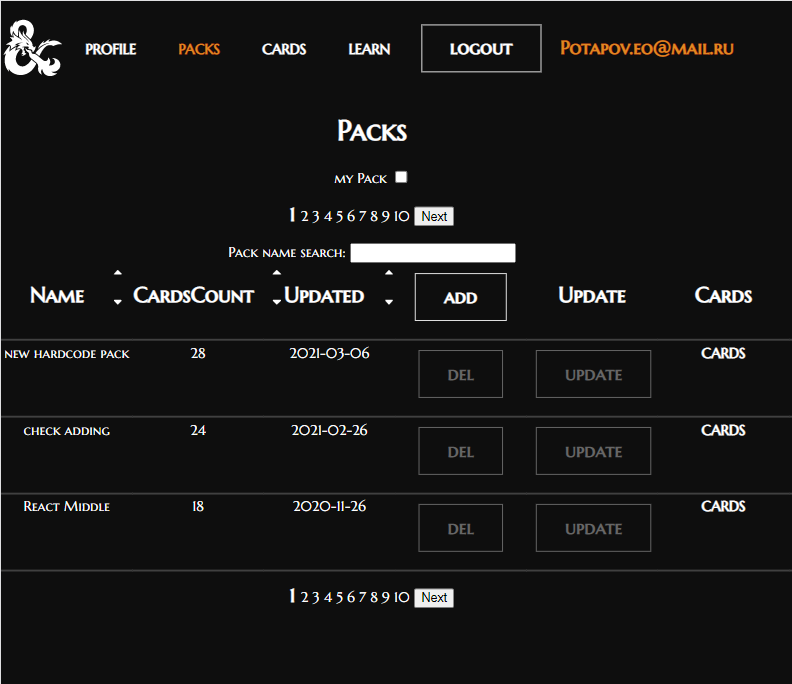 PROFILE PACKS CARDS LEARN LOGOUT Potapov.eo@mail.ru
Packs
my Pack
1 2 3 4 5 6 7 8 9 10 Next
Pack name search:
Name CardsCount Updated ADD Update Cards
new hardcode pack 28 2021-03-06 DEL UPDATE CARDS
check adding 24 2021-02-26 DEL UPDATE CARDS
React Middle 18 2020-11-26 DEL UPDATE CARDS
1 2 3 4 5 6 7 8 9 10 Next